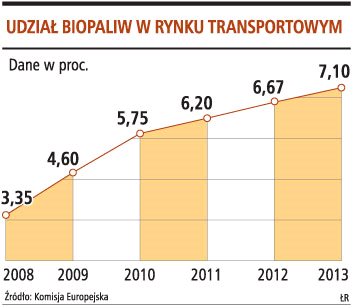 UDZIAŁ BIOPALIW W RYNKU TRANSPORTOWYM
Dane w proc.
7,10
6,67
6,20
5,75
4,60
3,35
2008 2009 2010 2011 2012 2013
Źródło: Komisja Europejska ŁR